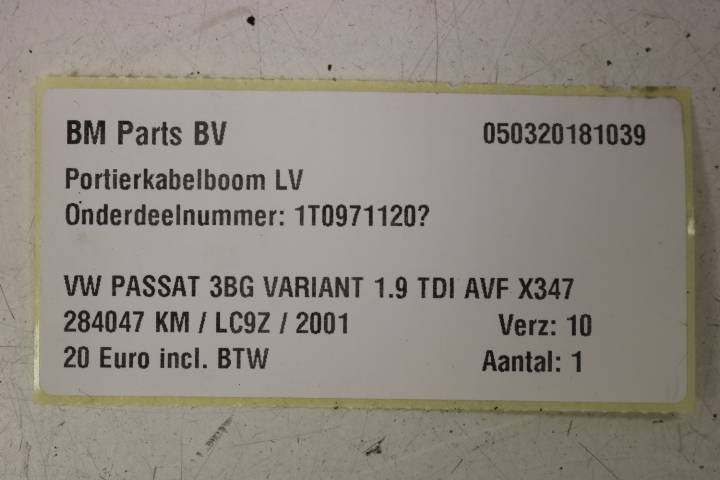 BM Parts BV 050320181039
Portierkabelboom LV
Onderdeelnummer: 1T0971120?
VW PASSAT 3BG VARIANT 1.9 TDI AVF X347
284047 KM / LC9Z / 2001 Verz: 10
20 Euro incl. BTW Aantal: 1